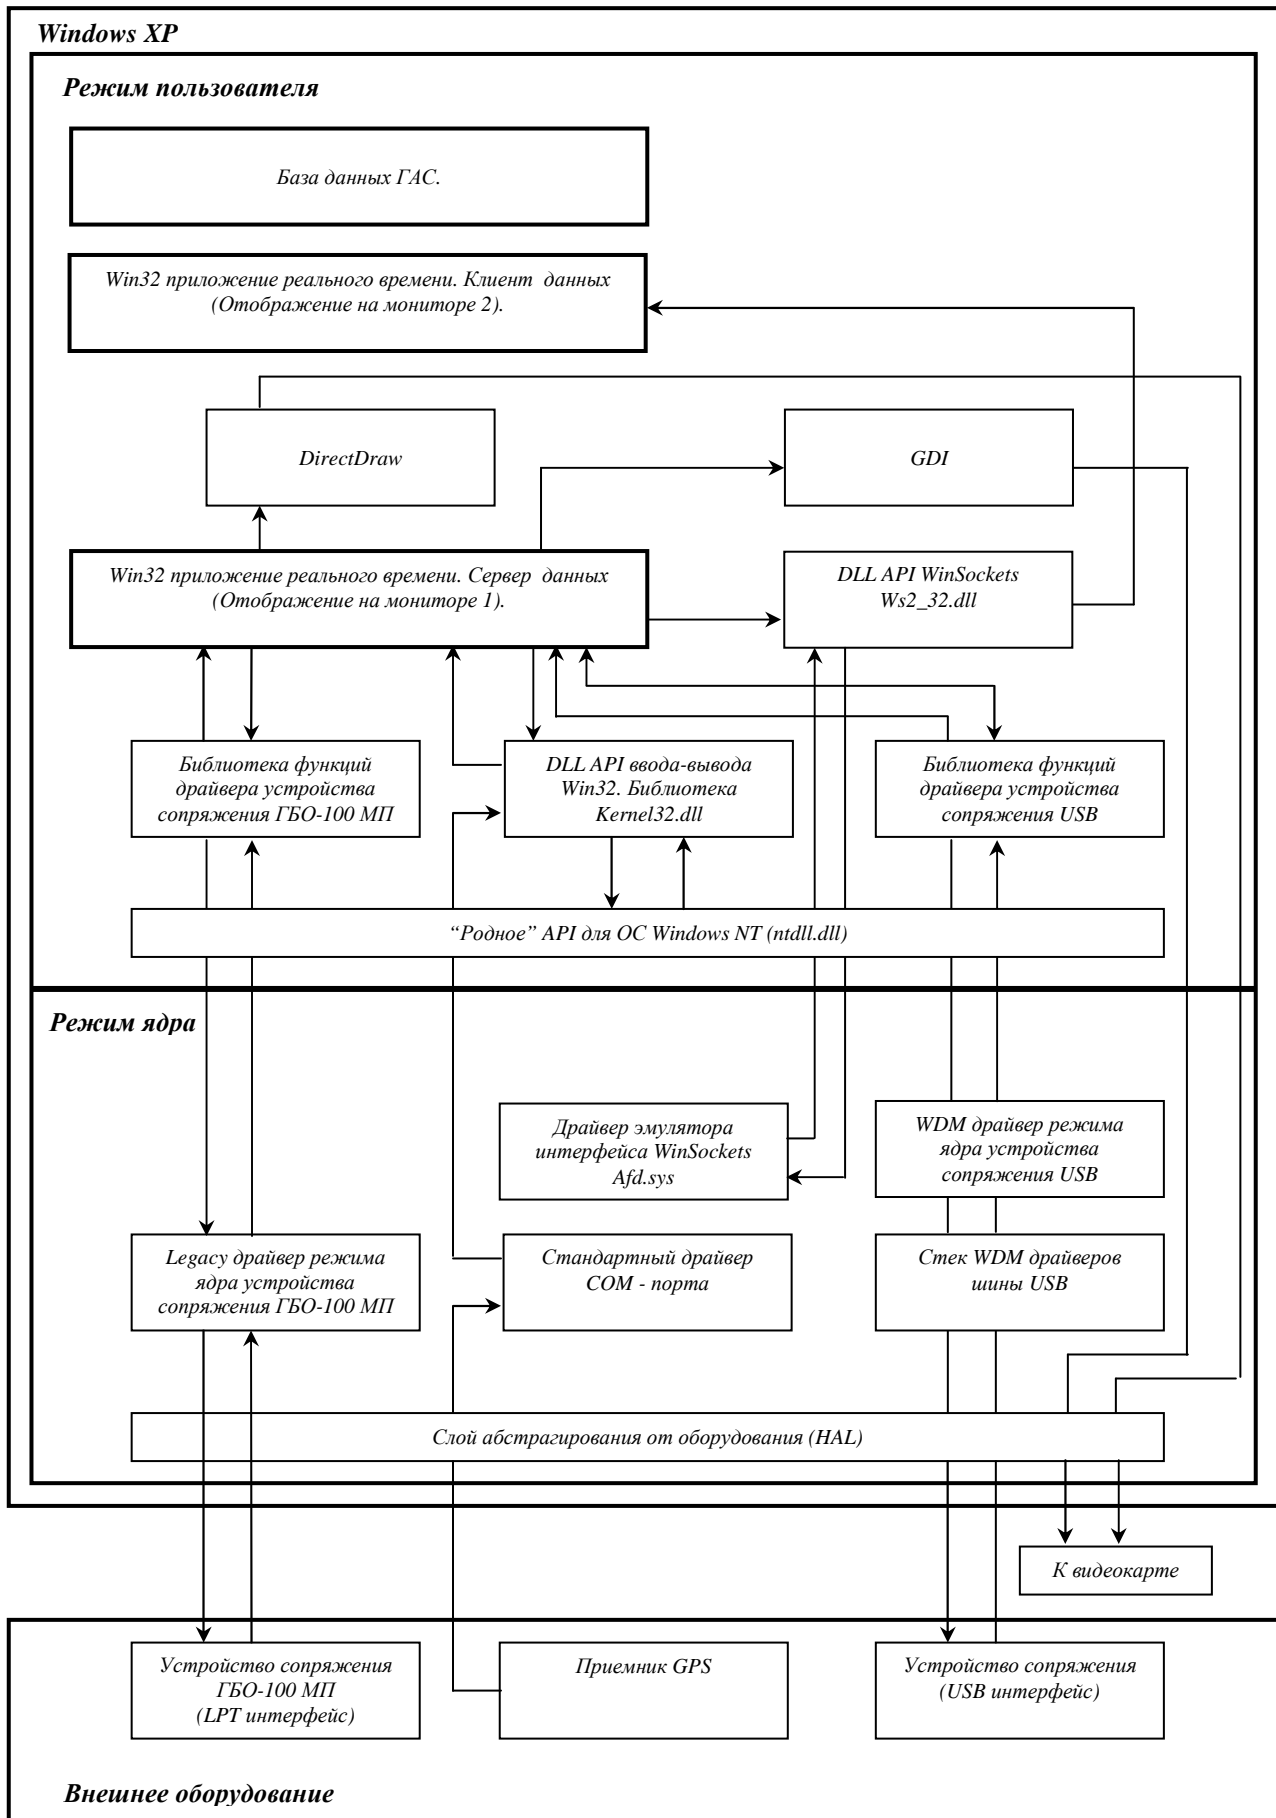 Windows XP
Режим пользователя
База данных ГАС.
Win32 приложение реального времени. Клиент данных
(Отображение на мониторе 2).
DirectDraw
GDI
Win32 приложение реального времени. Сервер данных
(Отображение на мониторе 1).
DLL API WinSockets
Ws2_32.dll
Библиотека функций
драйвера устройства
сопряжения ГБО-100 МП
DLL API ввода-вывода
Win32. Библиотека
Kernel32.dll
Библиотека функций
драйвера устройства
сопряжения USB
“Родное” API для ОС Windows NT (ntdll.dll)
Режим ядра
Драйвер эмулятора
интерфейса WinSockets
Afd.sys
WDM драйвер режима
ядра устройства
сопряжения USB
Legacy драйвер режима
ядра устройства
сопряжения ГБО-100 МП
Стандартный драйвер
COM - порта
Стек WDM драйверов
шины USB
Слой абстрагирования от оборудования (HAL)
К видеокарте
Устройство сопряжения
ГБО-100 МП
(LPT интерфейс)
Приемник GPS
Устройство сопряжения
(USB интерфейс)
Внешнее оборудование